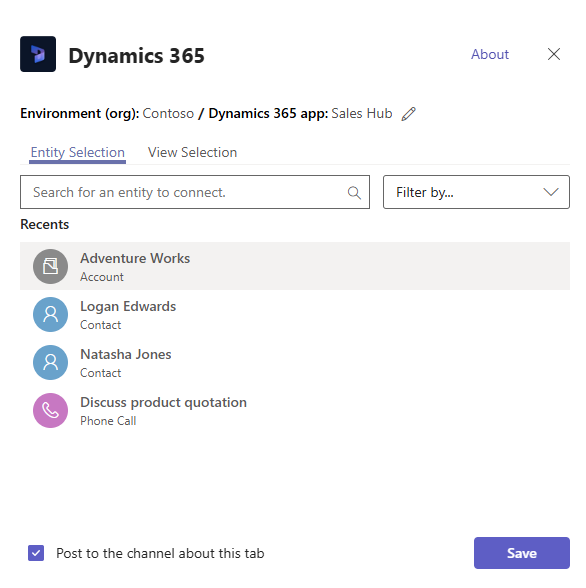 Dynamics 365
About
Environment (org): Contoso / Dynamics 365 app: Sales Hub
Entity Selection View Selection
Search for an entity to connect. Filter by...
Recents
Adventure Works
Account
Logan Edwards
Contact
Natasha Jones
Contact
Discuss product quotation
Phone Call
Post to the channel about this tab
Save